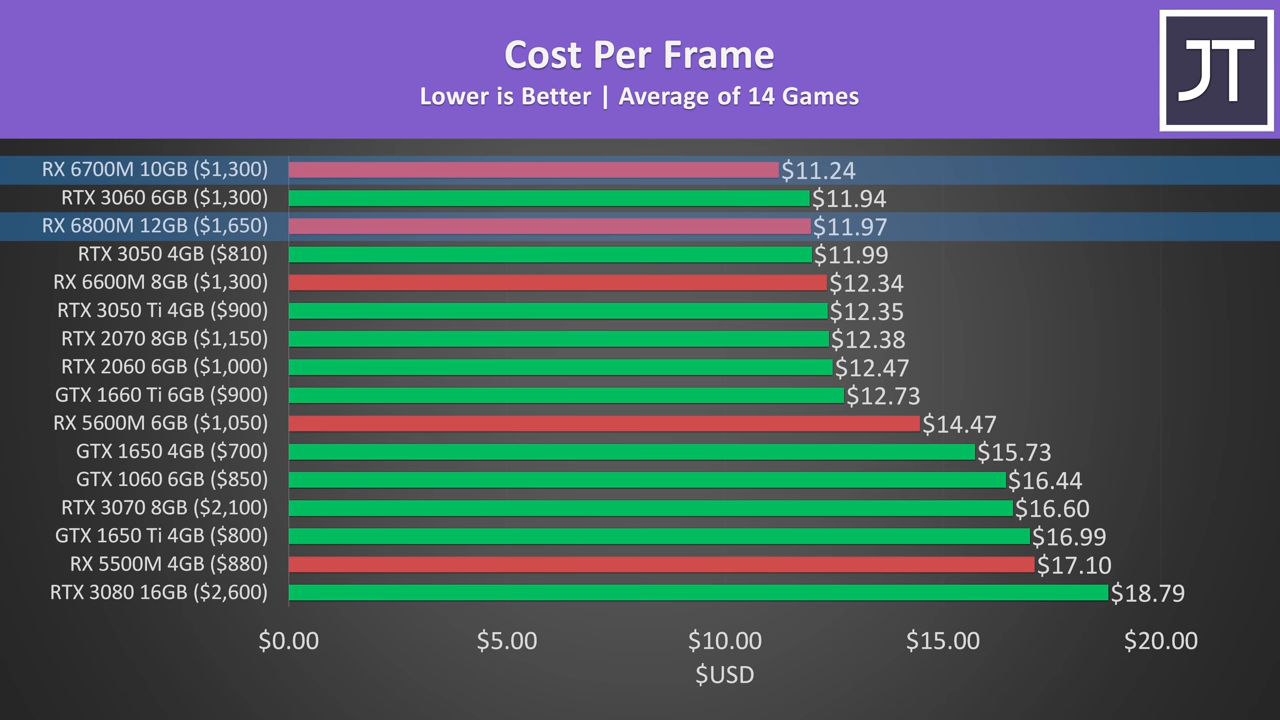 Cost Per Frame
Lower is Better | Average of 14 Games
JT
RX 6700M 10GB ($1,300) $11.24
RTX 3060 6GB ($1,300) $11.94
RX 6800M 12GB ($1,650) $11.97
RTX 3050 4GB ($810) $11.99
RX 6600M 8GB ($1,300) $12.34
RTX 3050 Ti 4GB ($900) $12.35
RTX 2070 8GB ($1,150) $12.38
RTX 2060 6GB ($1,000) $12.47
GTX 1660 Ti 6GB ($900) $12.73
RX 5600M 6GB ($1,050) $14.47
GTX 1650 4GB ($700) $15.73
GTX 1060 6GB ($850) $16.44
RTX 3070 8GB ($2,100) $16.60
GTX 1650 Ti 4GB ($800) $16.99
RX 5500M 4GB ($880) $17.10
RTX 3080 16GB ($2,600) $18.79
$0.00 $5.00 $10.00 $15.00 $20.00
$USD